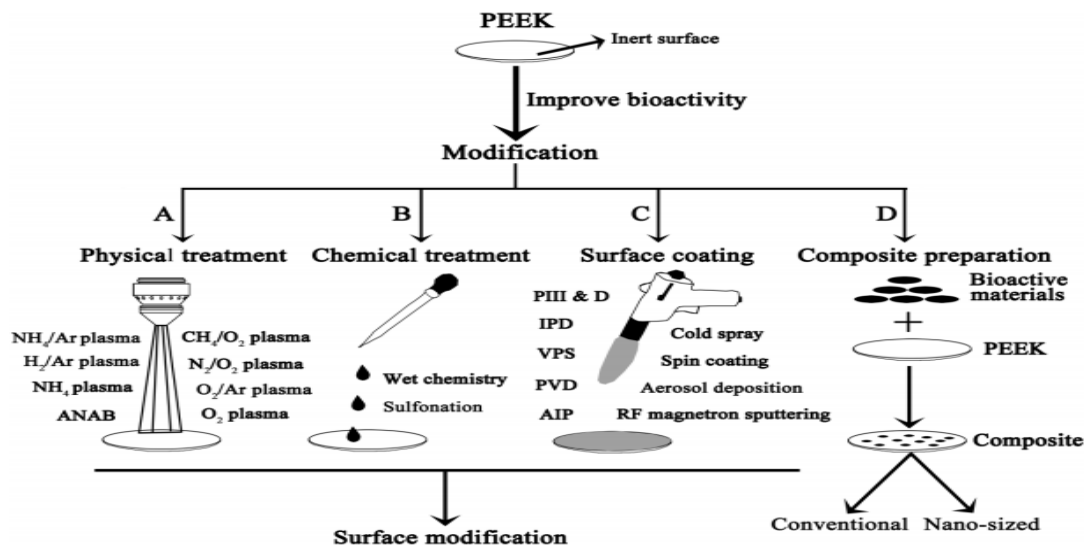 PEEK
Inert surface
Improve bioactivity
Modification
A
B
C
D
Physical treatment
Chemical treatment
Surface coating
Composite preparation
NH₄/Ar plasma
H₂/Ar plasma
NH₄ plasma
ANAB
CH₄/O₂ plasma
N₂/O₂ plasma
O₂/Ar plasma
O₂ plasma
Wet chemistry
Sulfonation
PIII & D
IPD
VPS
PVD
AIP
Cold spray
Spin coating
Aerosol deposition
RF magnetron sputtering
Bioactive
materials
+
PEEK
Composite
Conventional
Nano-sized
Surface modification